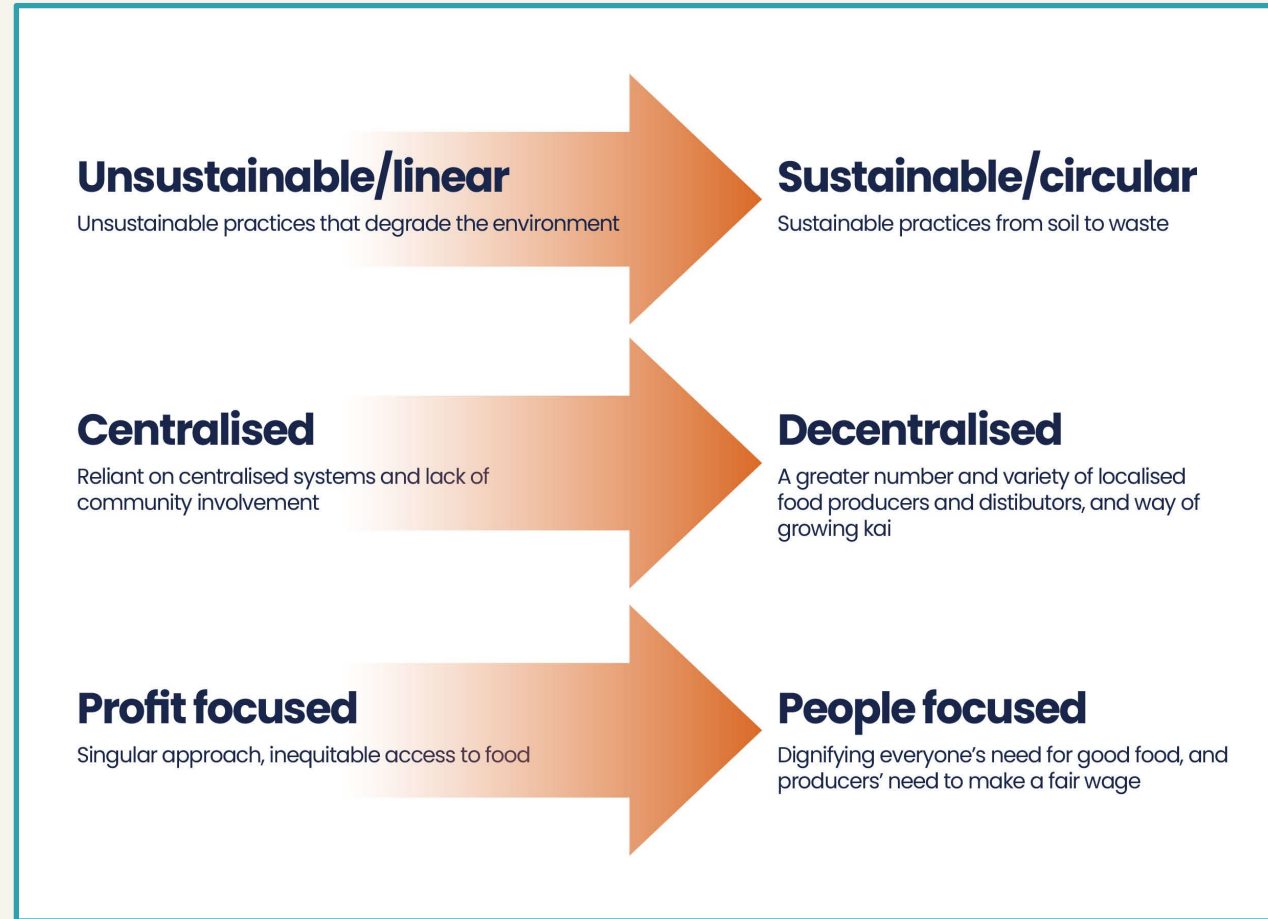 Unsustainable/linear
Unsustainable practices that degrade the environment
Sustainable/circular
Sustainable practices from soil to waste
Centralised
Reliant on centralised systems and lack of
community involvement
Decentralised
A greater number and variety of localised
food producers and distibutors, and way of
growing kai
Profit focused
Singular approach, inequitable access to food
People focused
Dignifying everyone’s need for good food, and
producers’ need to make a fair wage